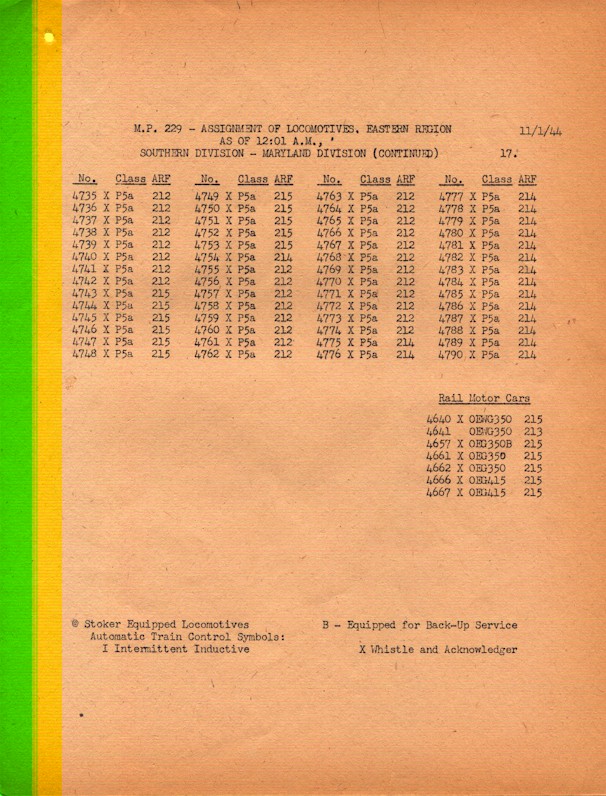 M.P. 229 - ASSIGNMENT OF LOCOMOTIVES, EASTERN REGION 11/1/44
AS OF 12:01 A.M., '
SOUTHERN DIVISION - MARYLAND DIVISION (CONTINUED) 17.
No. Class ARF No. Class ARF No. Class ARF No. Class ARF
4735 X P5a 212 4749 X P5a 215 4763 X P5a 212 4777 X P5a 214
4736 X P5a 212 4750 X P5a 215 4764 X P5a 212 4778 X P5a 214
4737 X P5a 212 4751 X P5a 215 4765 X P5a 212 4779 X P5a 214
4738 X P5a 212 4752 X P5a 215 4766 X P5a 212 4780 X P5a 214
4739 X P5a 212 4753 X P5a 215 4767 X P5a 212 4781 X P5a 214
4740 X P5a 212 4754 X P5a 214 4768 X P5a 212 4782 X P5a 214
4741 X P5a 212 4755 X P5a 212 4769 X P5a 212 4783 X P5a 214
4742 X P5a 212 4756 X P5a 212 4770 X P5a 212 4784 X P5a 214
4743 X P5a 215 4757 X P5a 212 4771 X P5a 212 4785 X P5a 214
4744 X P5a 215 4758 X P5a 212 4772 X P5a 212 4786 X P5a 214
4745 X P5a 215 4759 X P5a 212 4773 X P5a 212 4787 X P5a 214
4746 X P5a 215 4760 X P5a 212 4774 X P5a 212 4788 X P5a 214
4747 X P5a 215 4761 X P5a 212 4775 X P5a 214 4789 X P5a 214
4748 X P5a 215 4762 X P5a 212 4776 X P5a 214 4790 X P5a 214
Rail Motor Cars
4640 X OEWG350 215
4641 OEWG350 213
4657 X OEG350B 215
4661 X OEG350 215
4662 X OEG350 215
4666 X OEG415 215
4667 X OEG415 215
@ Stoker Equipped Locomotives B - Equipped for Back-Up Service
Automatic Train Control Symbols:
I Intermittent Inductive X Whistle and Acknowledger